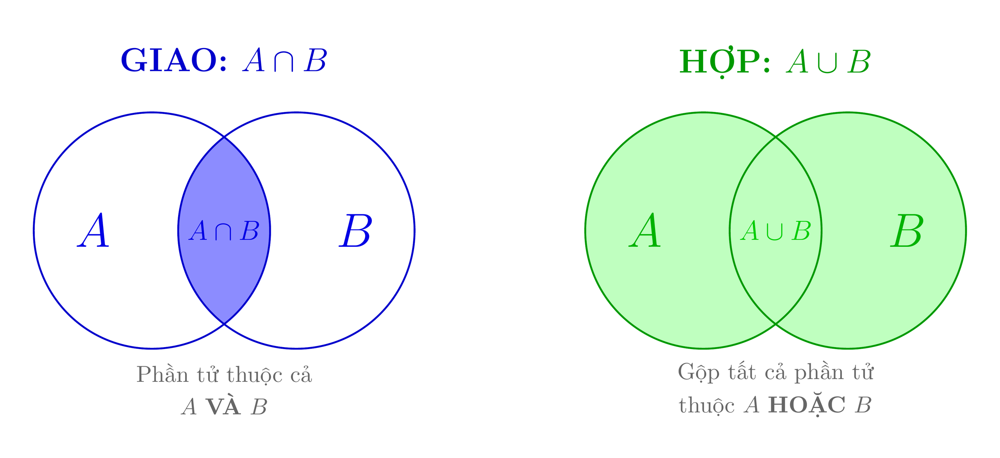 GIAO: A ∩ B
A
A ∩ B
B
Phần tử thuộc cả
A VÀ B
HỢP: A ∪ B
A
A ∪ B
B
Gộp tất cả phần tử
thuộc A HOẶC B